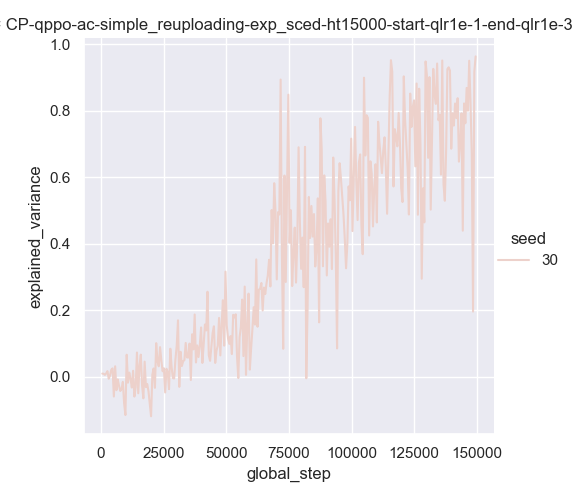 CP-qppo-ac-simple_reuploading-exp_sced-ht15000-start-qlr1e-1-end-qlr1e-3
1.0
0.8
0.6
0.4
0.2
0.0
explained_variance
seed
30
0 25000 50000 75000 100000 125000 150000
global_step